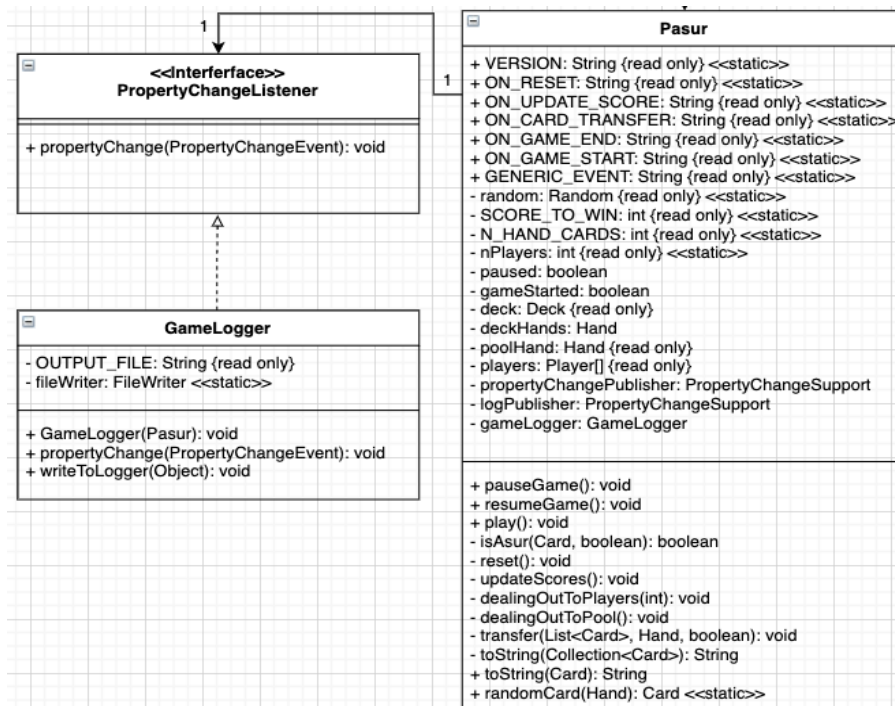 1
<<Interferface>>
PropertyChangeListener
+ propertyChange(PropertyChangeEvent): void
GameLogger
- OUTPUT_FILE: String {read only}
- fileWriter: FileWriter <<static>>
+ GameLogger(Pasur): void
+ propertyChange(PropertyChangeEvent): void
+ writeToLogger(Object): void
1
Pasur
+ VERSION: String {read only} <<static>>
+ ON_RESET: String {read only} <<static>>
+ ON_UPDATE_SCORE: String {read only} <<static>>
+ ON_CARD_TRANSFER: String {read only} <<static>>
+ ON_GAME_END: String {read only} <<static>>
+ ON_GAME_START: String {read only} <<static>>
+ GENERIC_EVENT: String {read only} <<static>>
- random: Random {read only} <<static>>
- SCORE_TO_WIN: int {read only} <<static>>
- N_HAND_CARDS: int {read only} <<static>>
- nPlayers: int {read only} <<static>>
- paused: boolean
- gameStarted: boolean
- deck: Deck {read only}
- deckHands: Hand
- poolHand: Hand {read only}
- players: Player[] {read only}
- propertyChangePublisher: PropertyChangeSupport
- logPublisher: PropertyChangeSupport
- gameLogger: GameLogger
+ pauseGame(): void
+ resumeGame(): void
+ play(): void
- isAsur(Card, boolean): boolean
- reset(): void
- updateScores(): void
- dealingOutToPlayers(int): void
- dealingOutToPool(): void
- transfer(List<Card>, Hand, boolean): void
- toString(Collection<Card>): String
+ toString(Card): String
+ randomCard(Hand): Card <<static>>